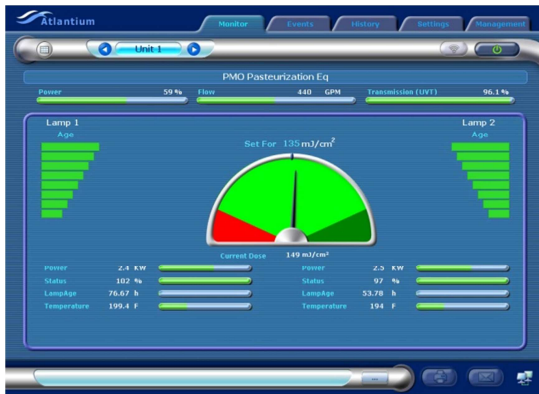 Atlantium
Monitor Events History Settings Management
Unit 1
PMO Pasteurization Eq
Power 59 % Flow 440 GPM Transmission (UVT) 96.1 %
Lamp 1 Lamp 2
Age Age
Set For 135 mJ/cm²
Current Dose 149 mJ/cm²
Power 2.4 KW Power 2.5 KW
Status 102 % Status 97 %
LampAge 76.67 h LampAge 53.78 h
Temperature 199.4 F Temperature 194 F